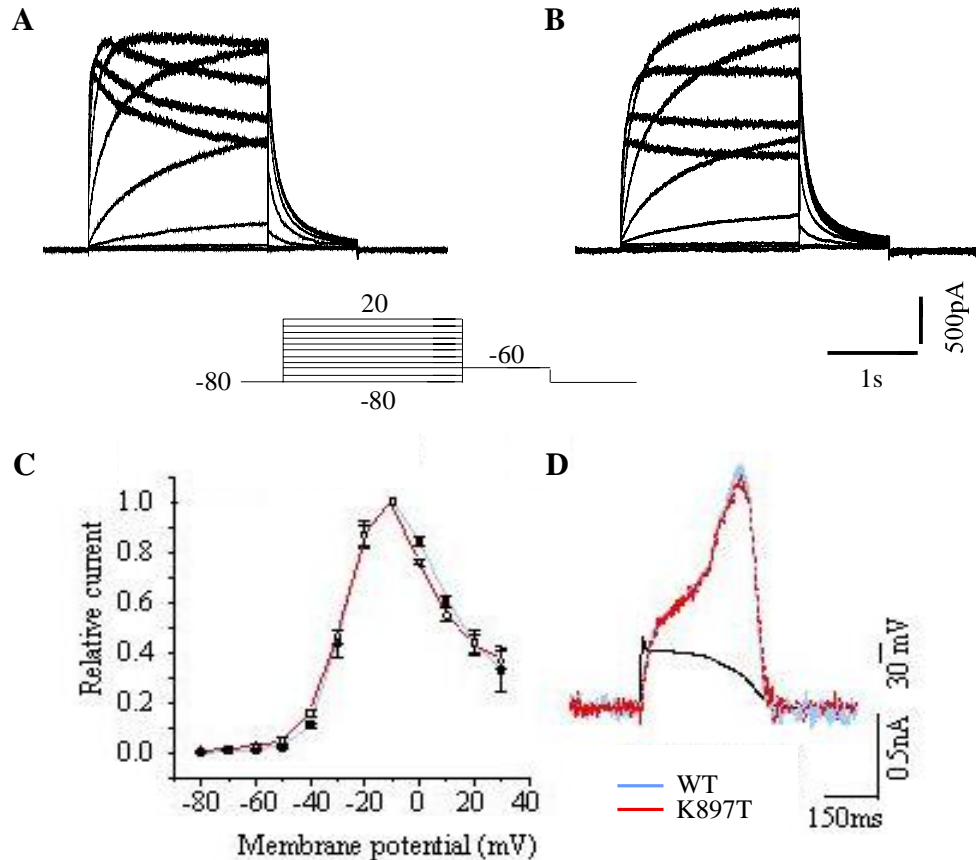 A
B
20
-80
-60
-80
500pA
1s
C
Relative current
1.0
0.8
0.6
0.4
0.2
0.0
-80 -60 -40 -20 0 20 40
Membrane potential (mV)
D
30 mV
0.5nA
150ms
WT
K897T